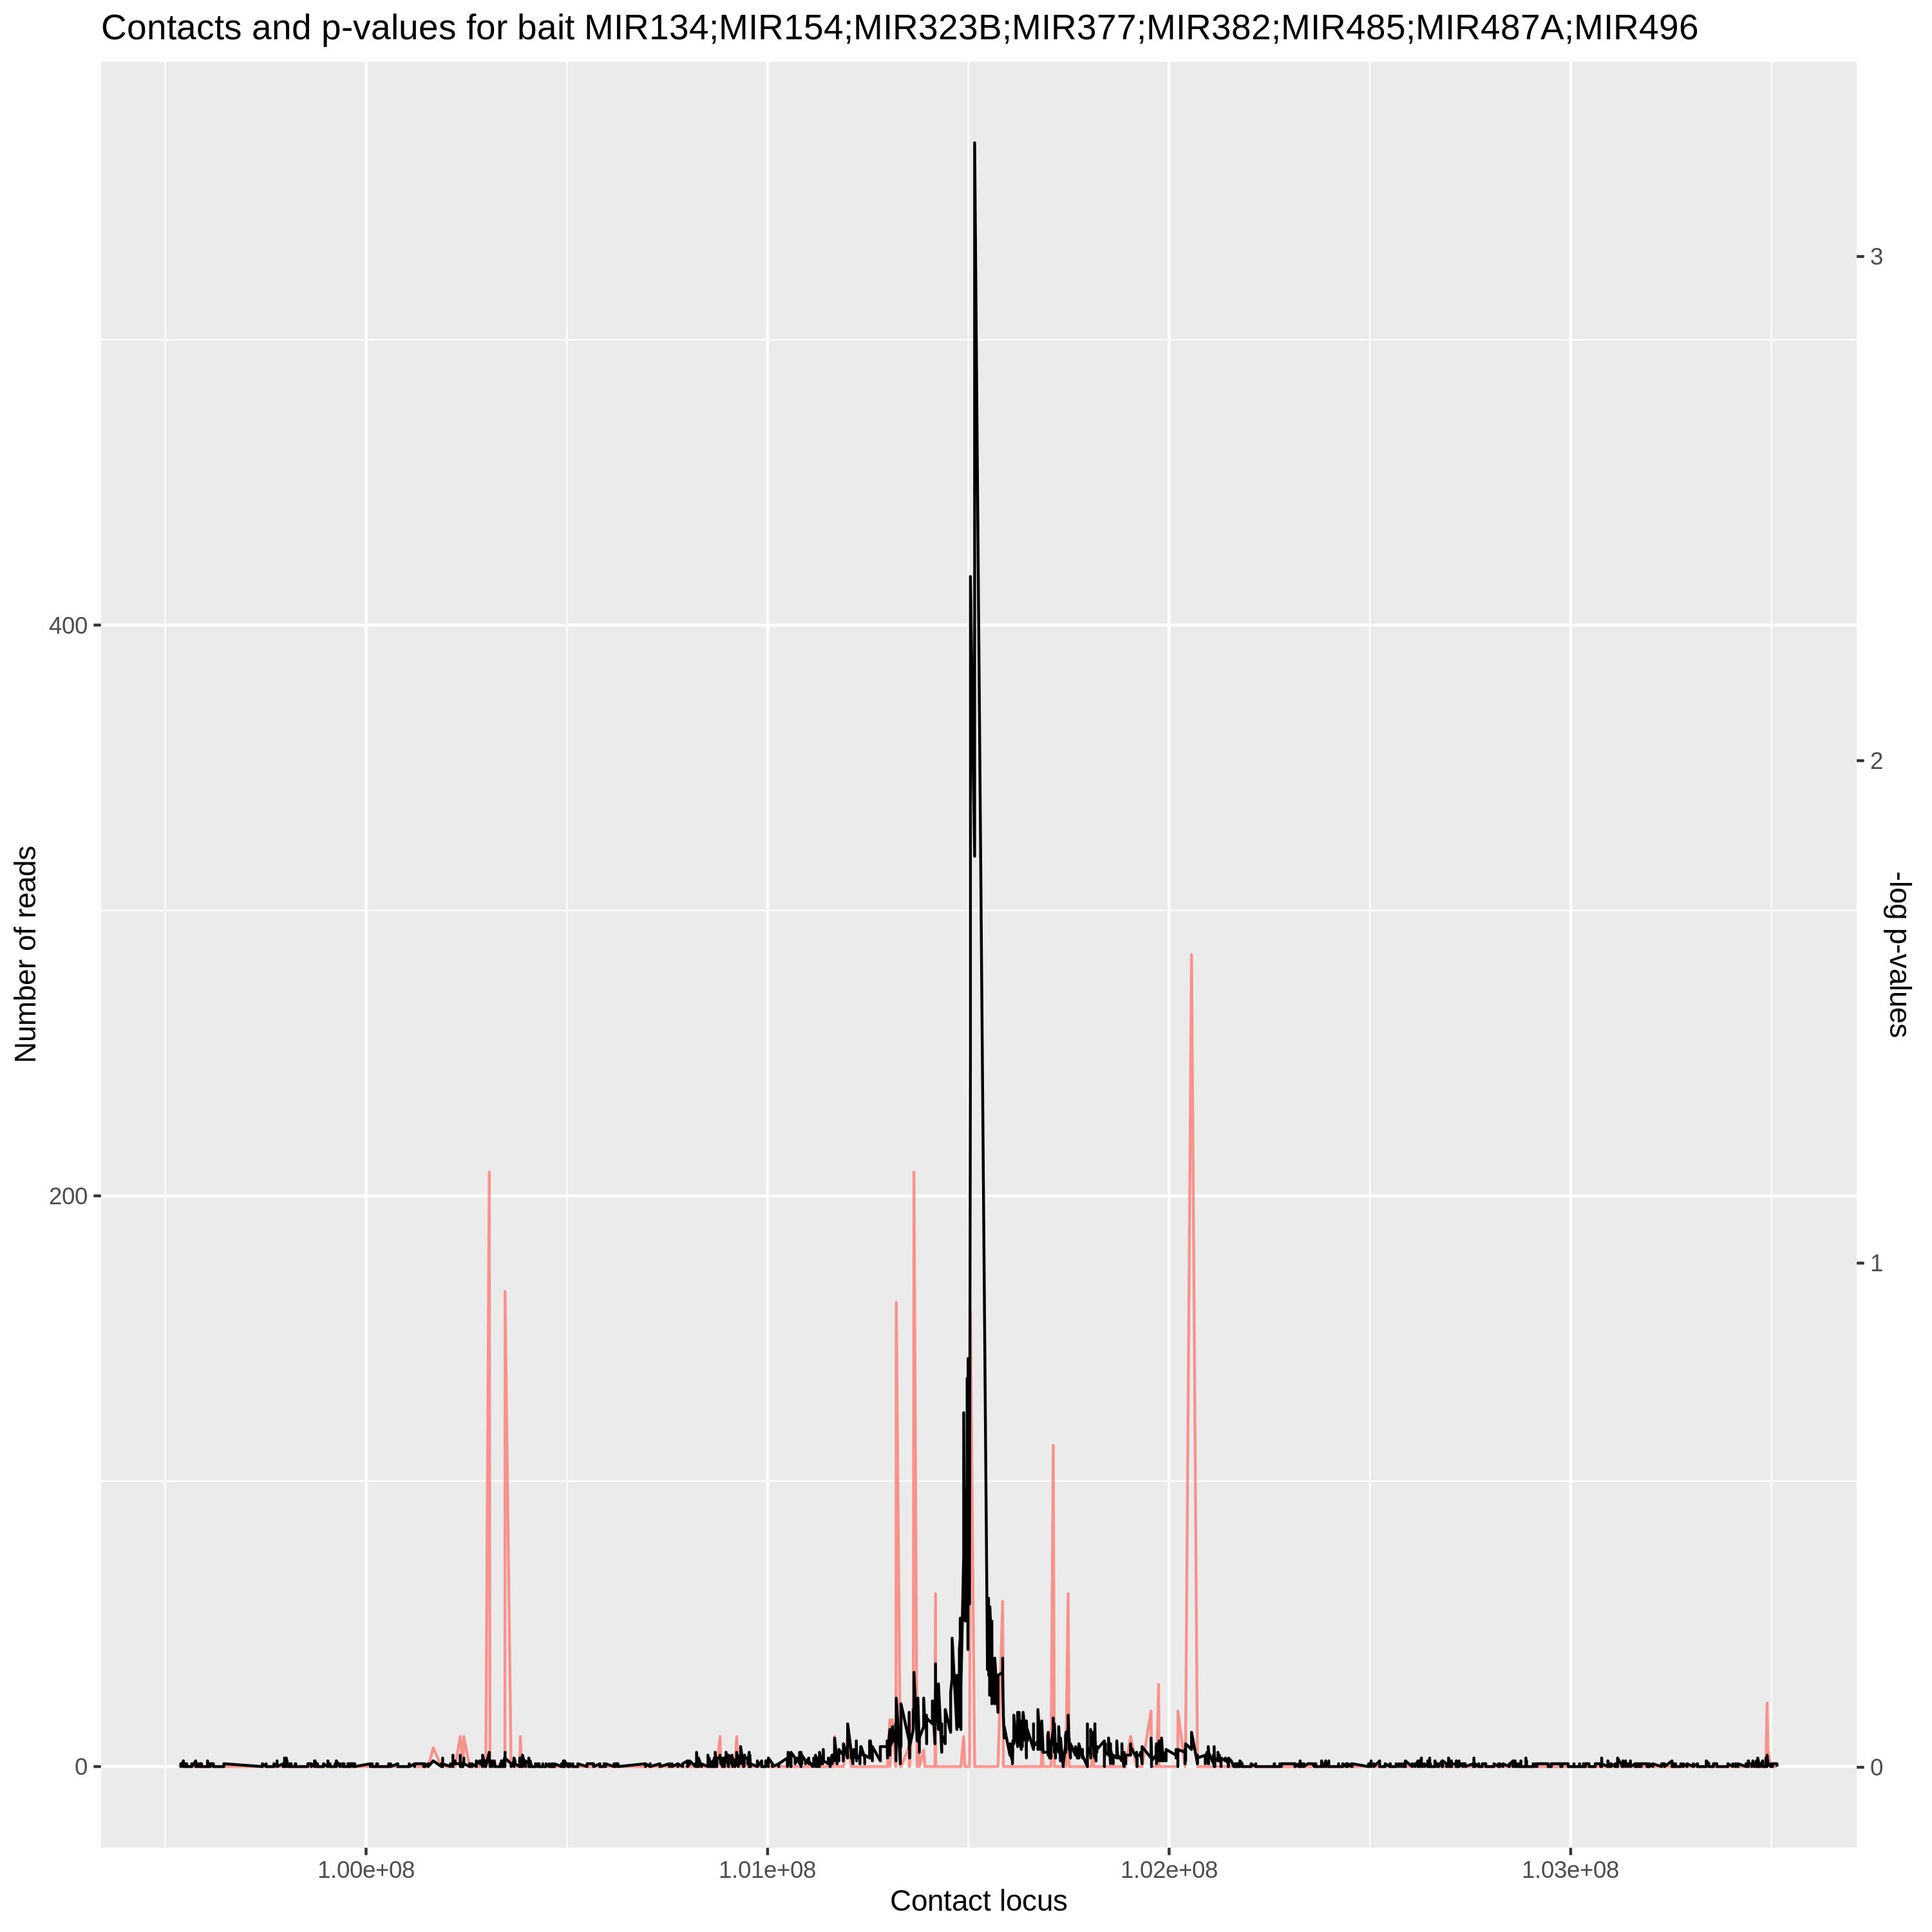 Contacts and p-values for bait MIR134;MIR154;MIR323B;MIR377;MIR382;MIR485;MIR487A;MIR496
3
400
2
Number of reads
-log p-values
200
1
0
0
1.00e+08
1.01e+08
1.02e+08
1.03e+08
Contact locus